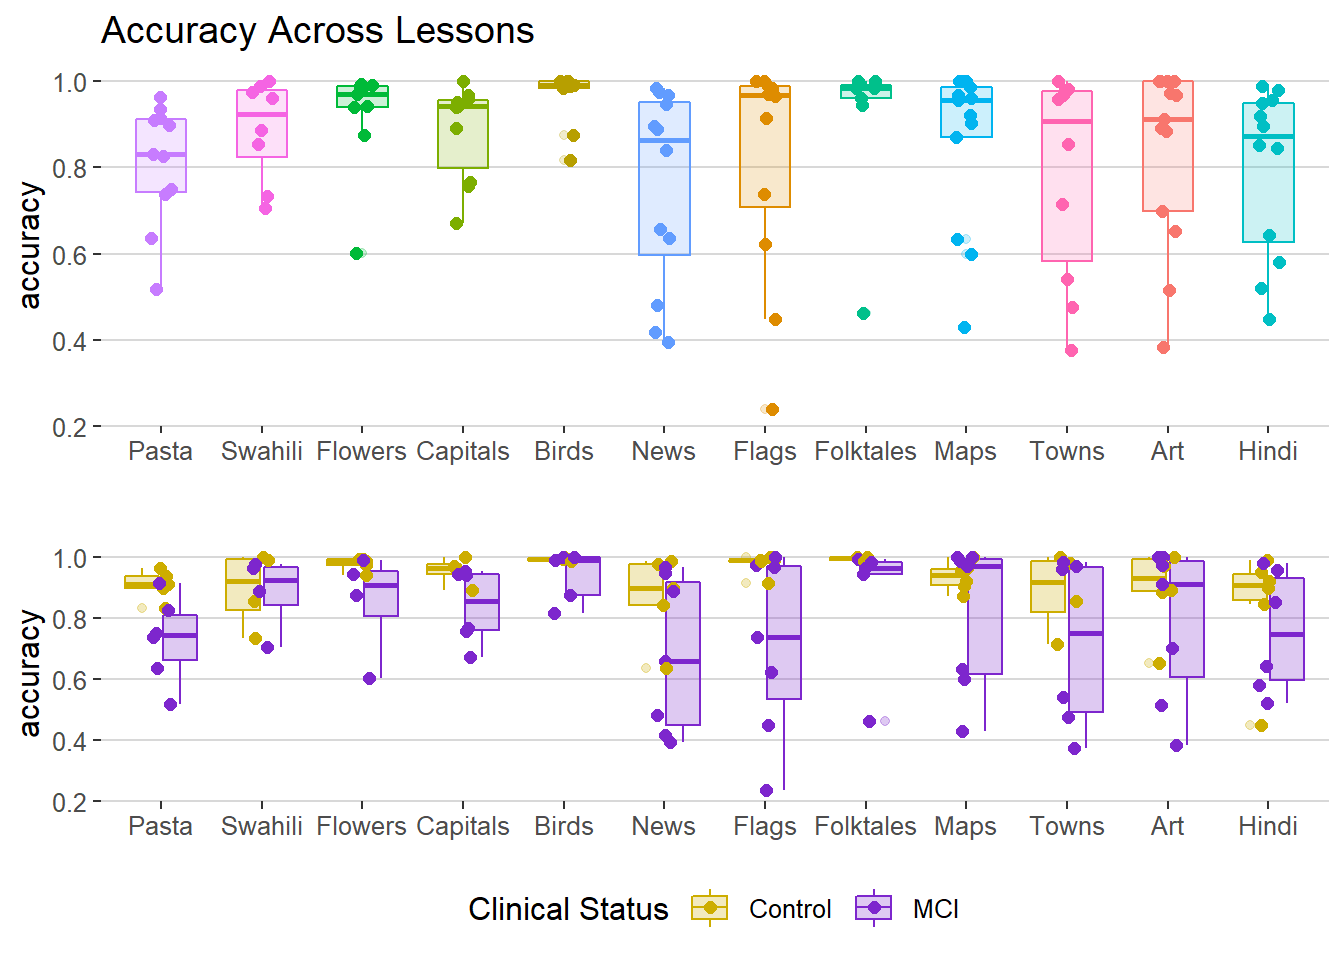 Accuracy Across Lessons
accuracy
1.0
0.8
0.6
0.4
0.2
Pasta Swahili Flowers Capitals Birds News Flags Folktales Maps Towns Art Hindi
accuracy
1.0
0.8
0.6
0.4
0.2
Pasta Swahili Flowers Capitals Birds News Flags Folktales Maps Towns Art Hindi
Clinical Status Control MCI